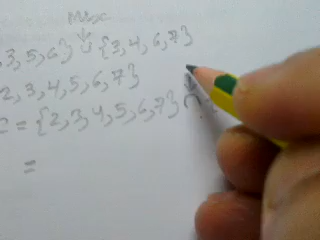 Mix
,3,5,6} ∪ {3,4,6,7}
2,3,4,5,6,7}
C = {2,3,4,5,6,7} ∩
=